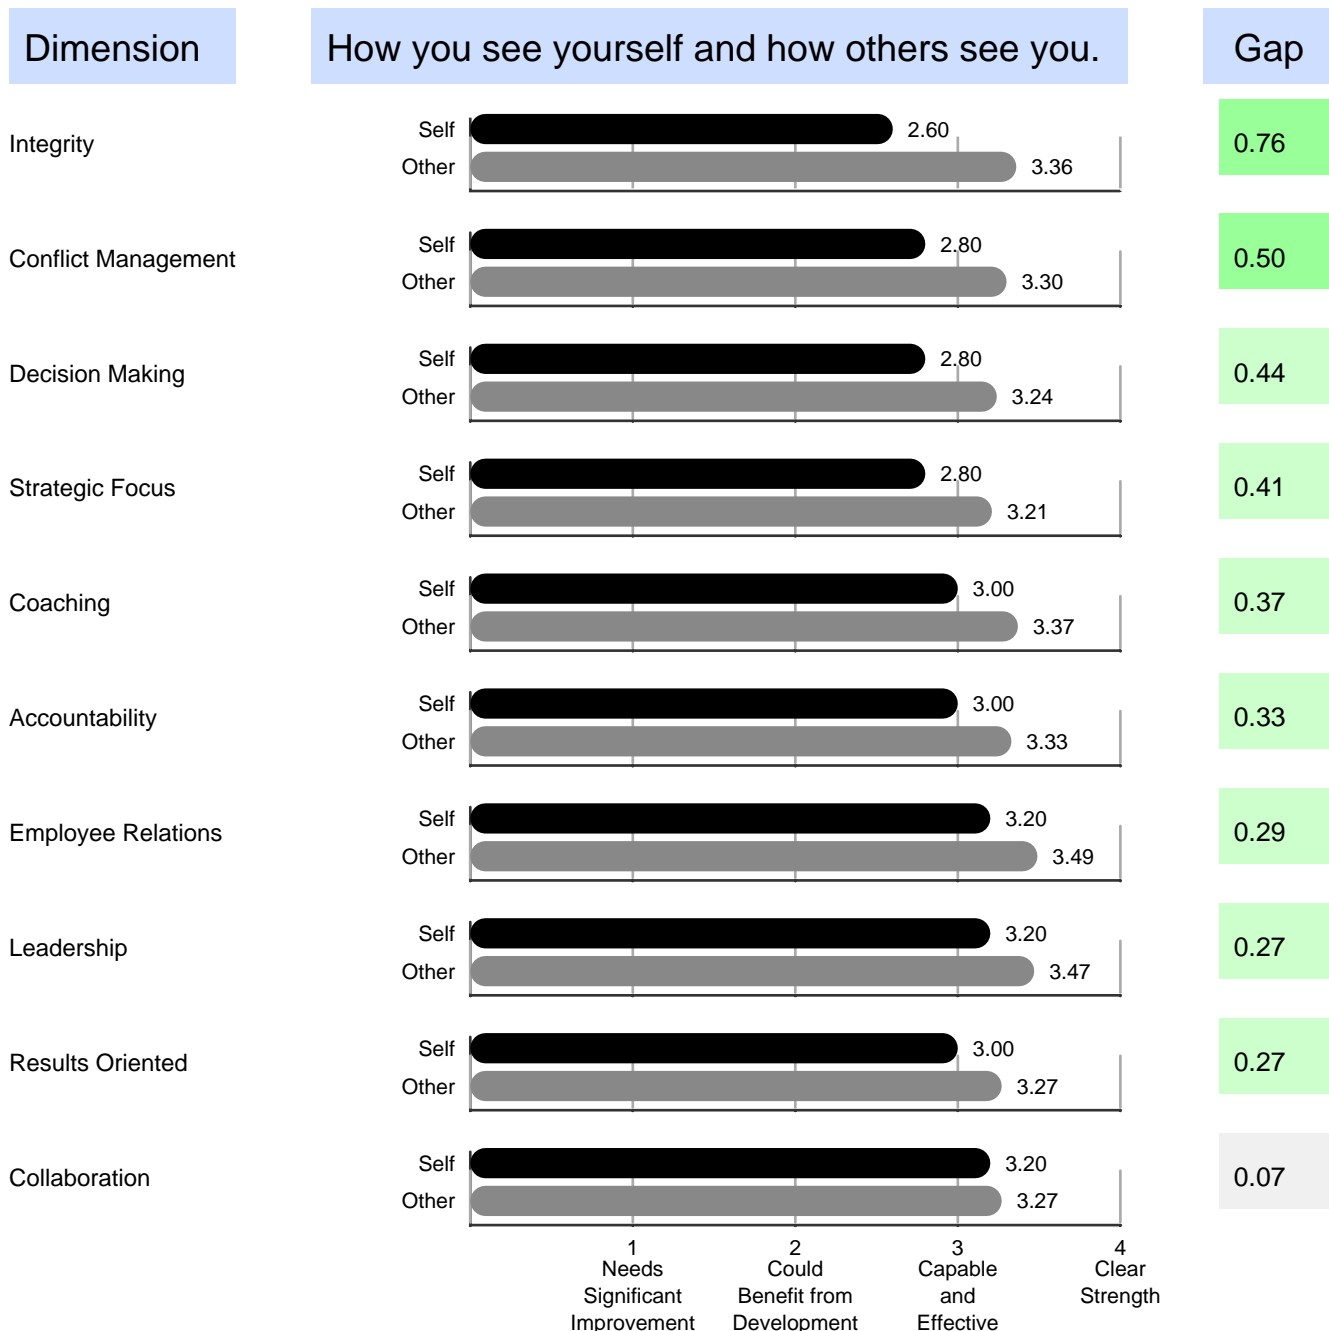 Dimension
How you see yourself and how others see you.
Gap
Integrity
Self
2.60
Other
3.36
0.76
Conflict Management
Self
2.80
Other
3.30
0.50
Decision Making
Self
2.80
Other
3.24
0.44
Strategic Focus
Self
2.80
Other
3.21
0.41
Coaching
Self
3.00
Other
3.37
0.37
Accountability
Self
3.00
Other
3.33
0.33
Employee Relations
Self
3.20
Other
3.49
0.29
Leadership
Self
3.20
Other
3.47
0.27
Results Oriented
Self
3.00
Other
3.27
0.27
Collaboration
Self
3.20
Other
3.27
0.07
1
Needs
Significant
Improvement
2
Could
Benefit from
Development
3
Capable
and
Effective
4
Clear
Strength